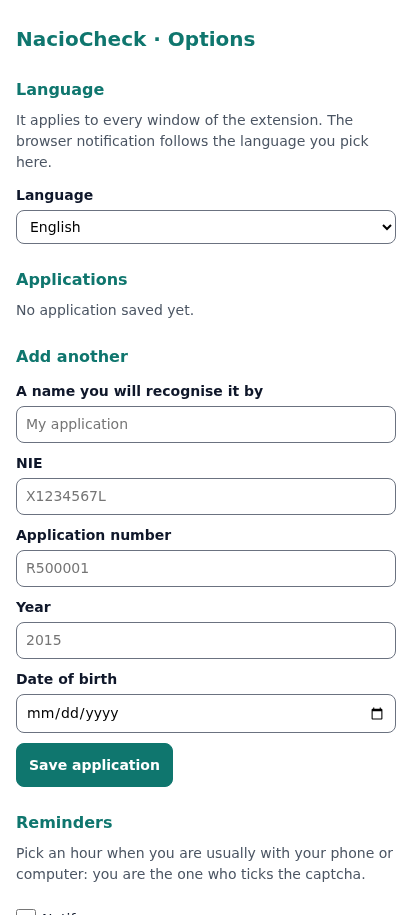 NacioCheck · Options
Language
It applies to every window of the extension. The
browser notification follows the language you pick
here.
Language
English
Applications
No application saved yet.
Add another
A name you will recognise it by
My application
NIE
X1234567L
Application number
R500001
Year
2015
Date of birth
mm/dd/yyyy
Save application
Reminders
Pick an hour when you are usually with your phone or
computer: you are the one who ticks the captcha.